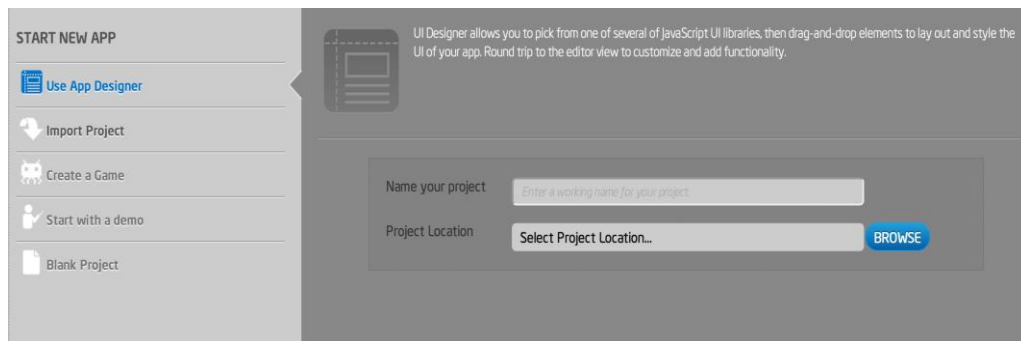 START NEW APP
Use App Designer
Import Project
Create a Game
Start with a demo
Blank Project
UI Designer allows you to pick from one of several of JavaScript UI libraries, then drag-and-drop elements to lay out and style the
UI of your app. Round trip to the editor view to customize and add functionality.
Name your project
Enter a working name for your project.
Project Location
Select Project Location...
BROWSE